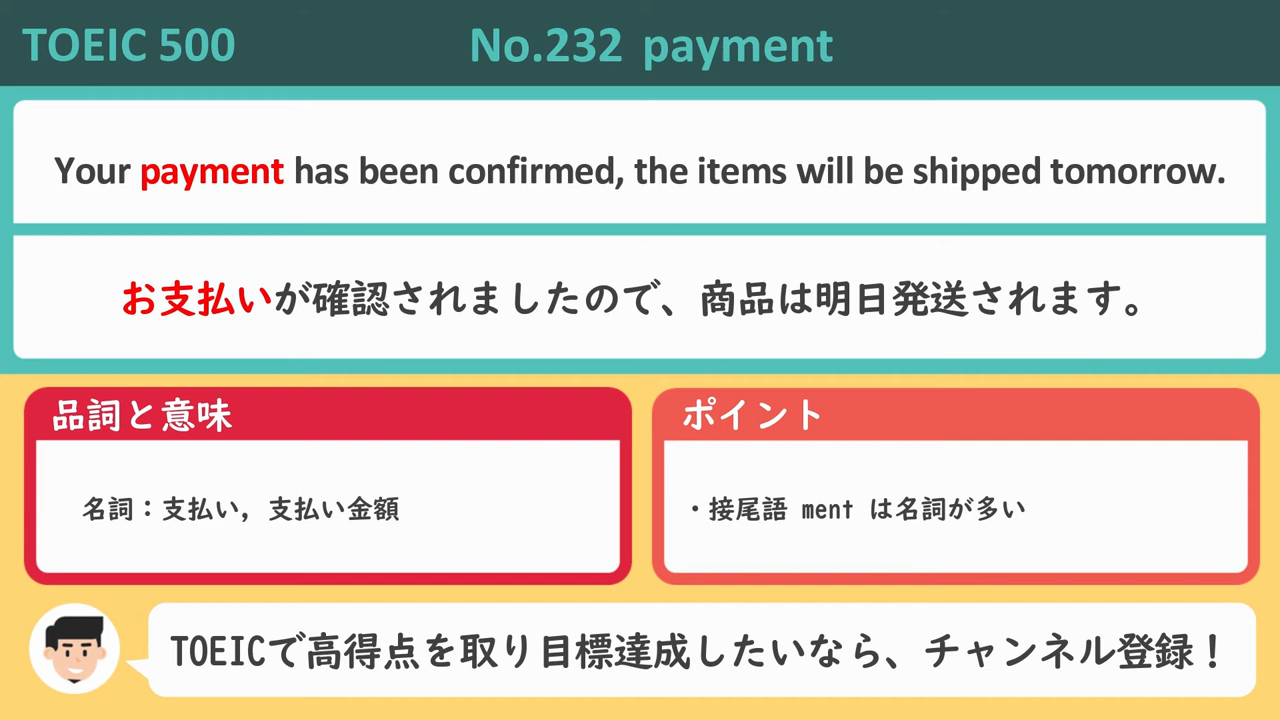 TOEIC 500
No.232 payment
Your payment has been confirmed, the items will be shipped tomorrow.
お支払いが確認されましたので、商品は明日発送されます。
品詞と意味
名詞：支払い，支払い金額
ポイント
・接尾語 ment は名詞が多い
TOEICで高得点を取り目標達成したいなら、チャンネル登録！